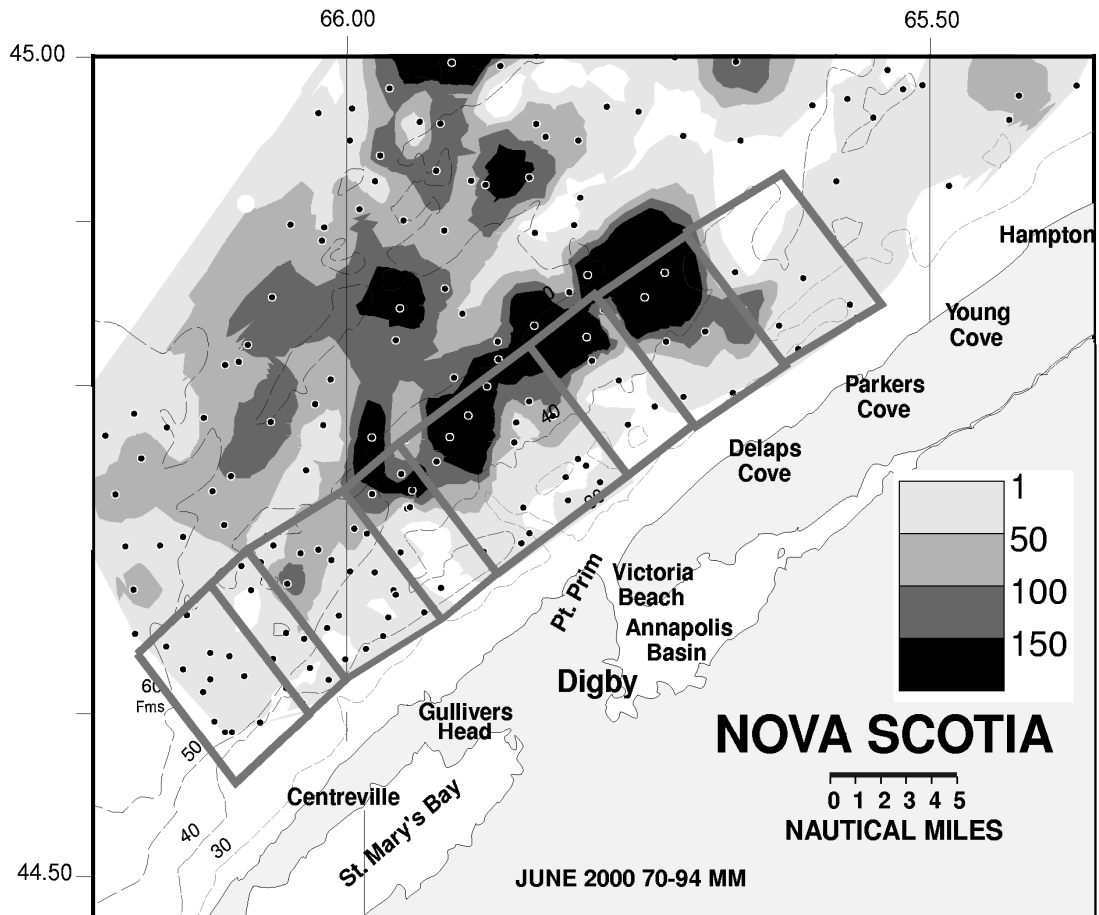 66.00
65.50
45.00
Hampton
0
Young
Cove
Parkers
Cove
40
Delaps
Cove
1
50
100
150
Pt. Prim
Victoria
Beach
Annapolis
Basin
Digby
60
Fms
Gullivers
Head
NOVA SCOTIA
50
0 1 2 3 4 5
NAUTICAL MILES
Centreville
St. Mary's Bay
40
30
44.50
JUNE 2000 70-94 MM